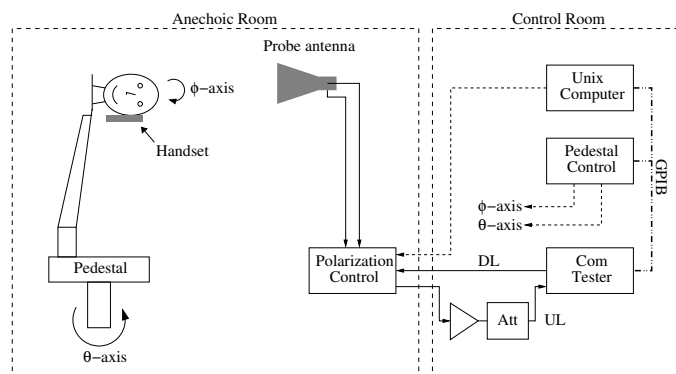 Anechoic Room
Control Room
Probe antenna
ϕ−axis
Handset
Unix
Computer
Pedestal
Control
GPIB
ϕ−axis
θ−axis
Pedestal
Polarization
Control
DL
Com
Tester
Att
UL
θ−axis